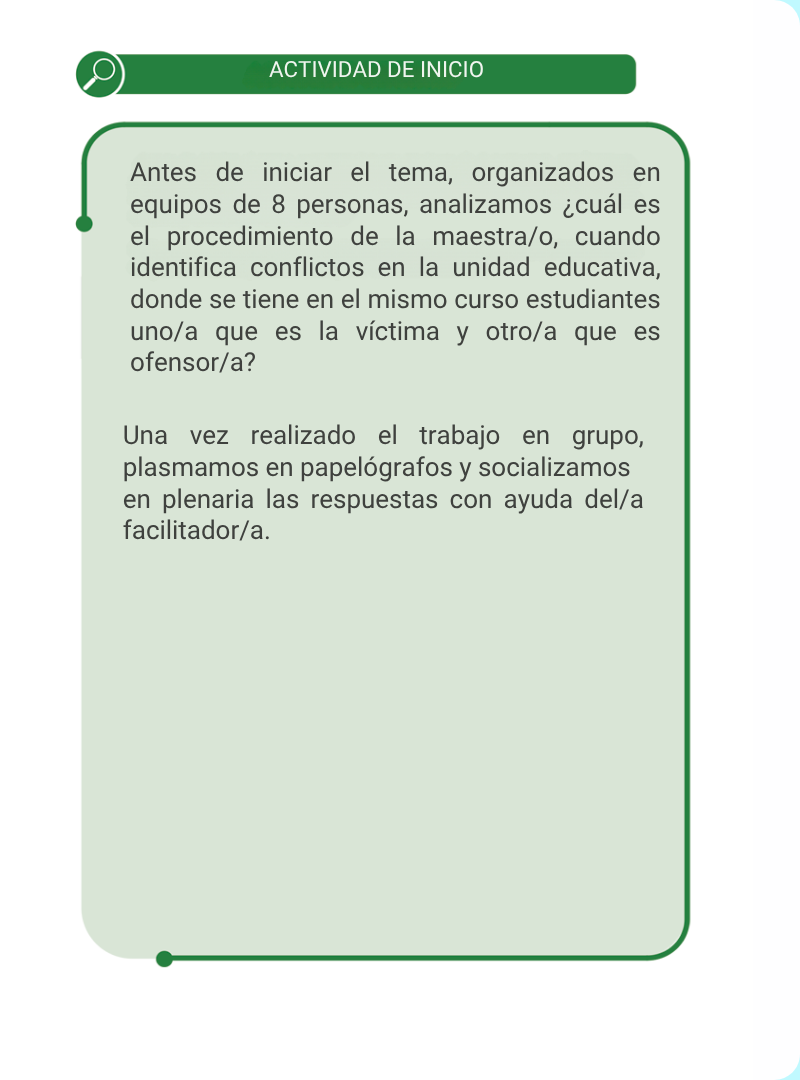 ACTIVIDAD DE INICIO
Antes de iniciar el tema, organizados en
equipos de 8 personas, analizamos ¿cuál es
el procedimiento de la maestra/o, cuando
identifica conflictos en la unidad educativa,
donde se tiene en el mismo curso estudiantes
uno/a que es la víctima y otro/a que es
ofensor/a?
Una vez realizado el trabajo en grupo,
plasmamos en papelógrafos y socializamos
en plenaria las respuestas con ayuda del/a
facilitador/a.